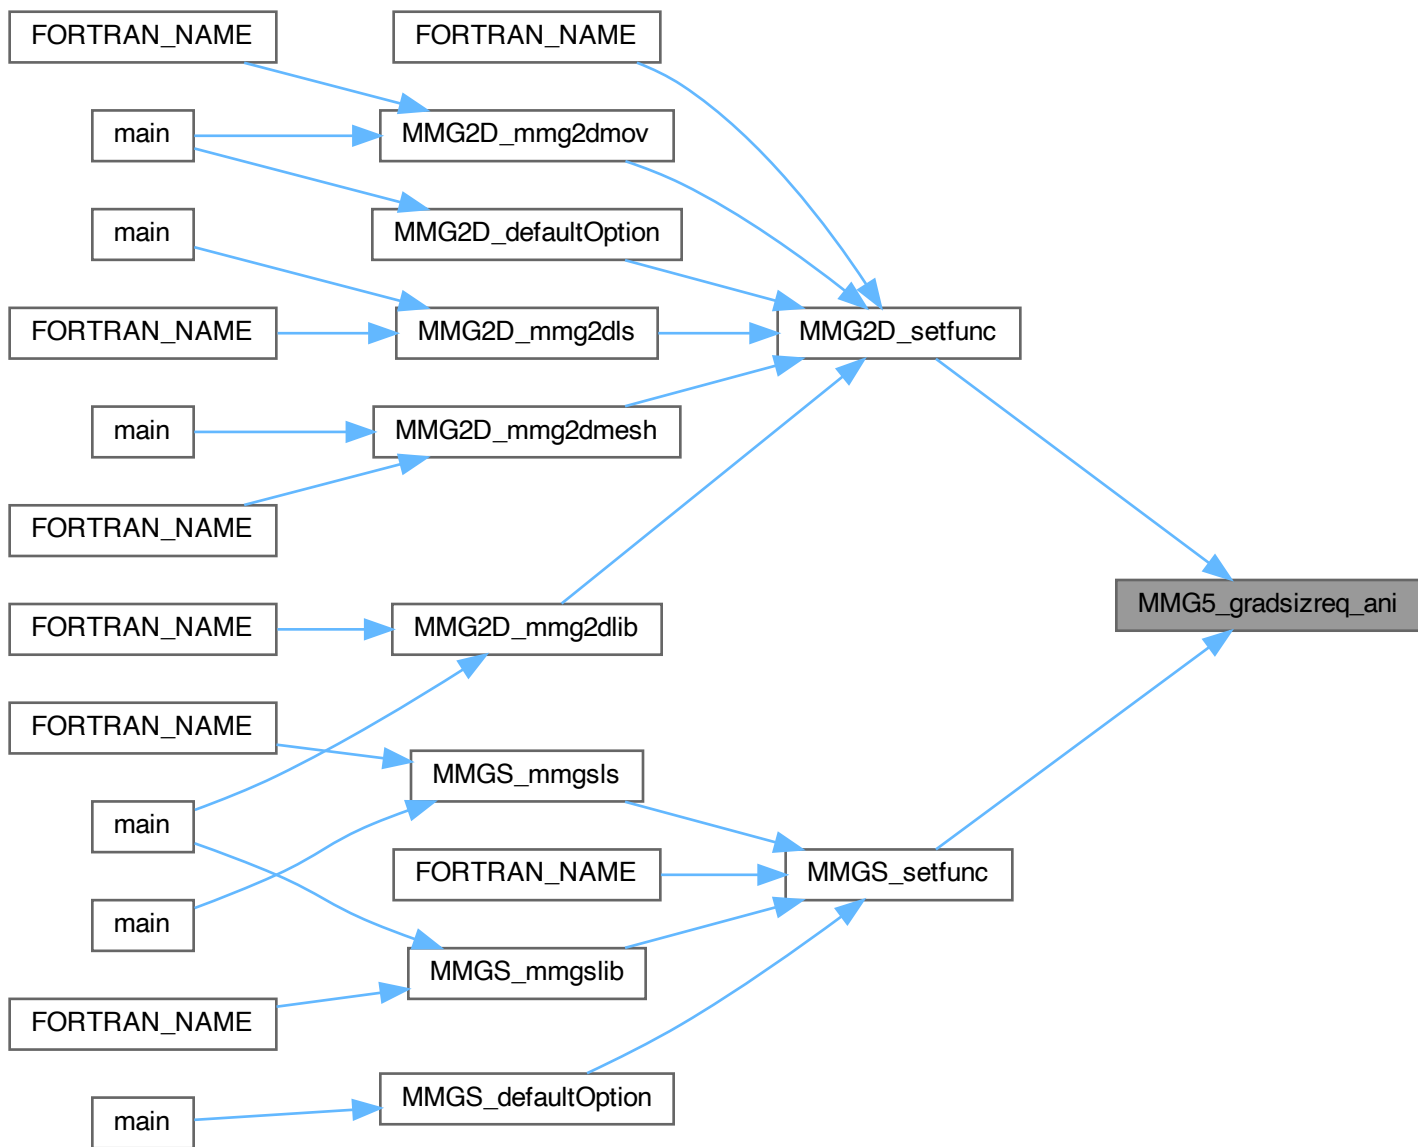 FORTRAN_NAME
FORTRAN_NAME
main
MMG2D_mmg2dmov
main
MMG2D_defaultOption
FORTRAN_NAME
MMG2D_mmg2dls
MMG2D_setfunc
main
MMG2D_mmg2dmesh
FORTRAN_NAME
MMG5_gradsizreq_ani
FORTRAN_NAME
MMG2D_mmg2dlib
FORTRAN_NAME
MMGS_mmgsls
main
FORTRAN_NAME
MMGS_setfunc
main
MMGS_mmgslib
FORTRAN_NAME
MMGS_defaultOption
main